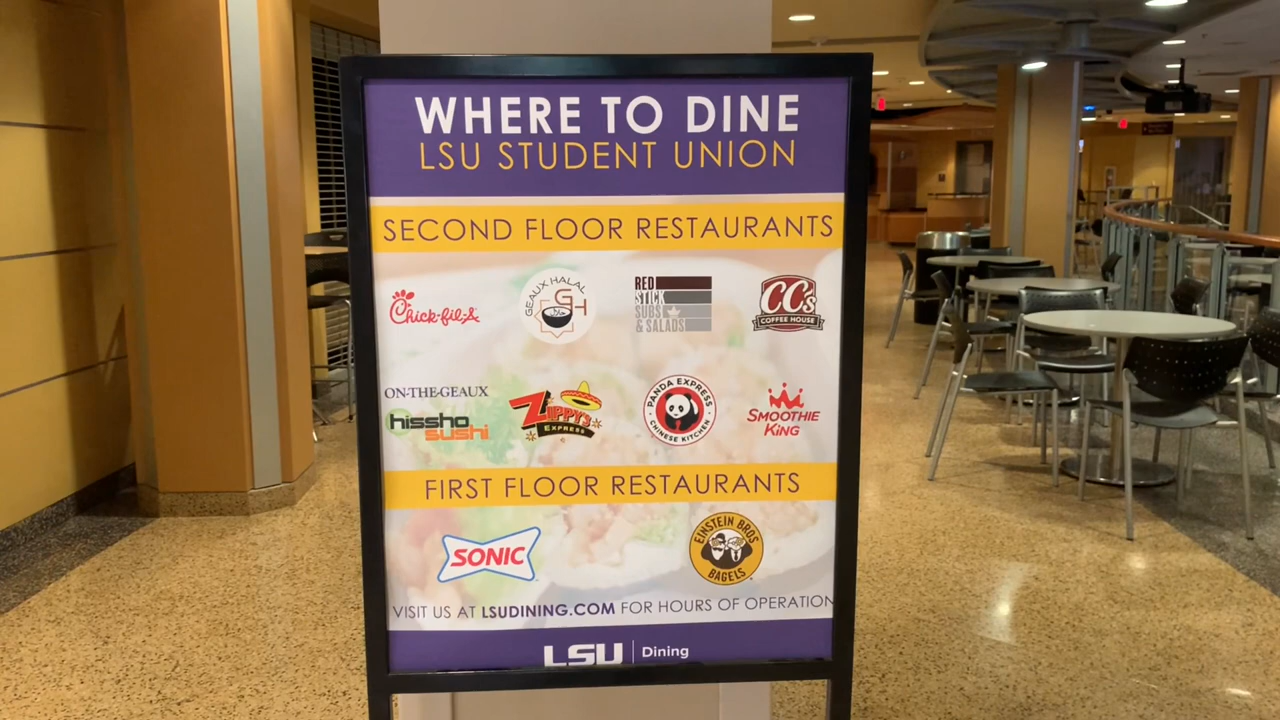 WHERE TO DINE
LSU STUDENT UNION
SECOND FLOOR RESTAURANTS
Chick-fil-A
GEAUX HALAL
GH
RED
STICK
SUBS
& SALADS
CC's
COFFEE HOUSE
ON-THE-GEAUX
hissho
sushi
ZIPPY'S
EXPRESS
PANDA EXPRESS
CHINESE KITCHEN
SMOOTHIE
KING
FIRST FLOOR RESTAURANTS
SONIC
EINSTEIN BROS
BAGELS
VISIT US AT LSUDINING.COM FOR HOURS OF OPERATION
LSU Dining